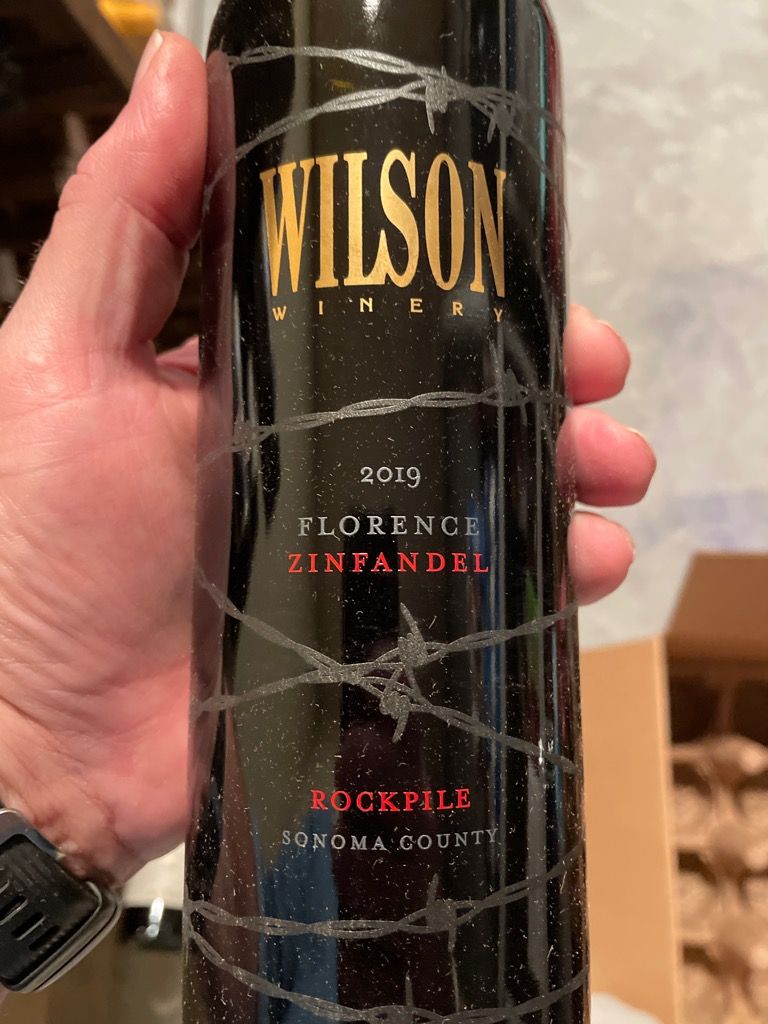 WILSON
WINERY
2019
FLORENCE
ZINFANDEL
ROCKPILE
SONOMA COUNTY